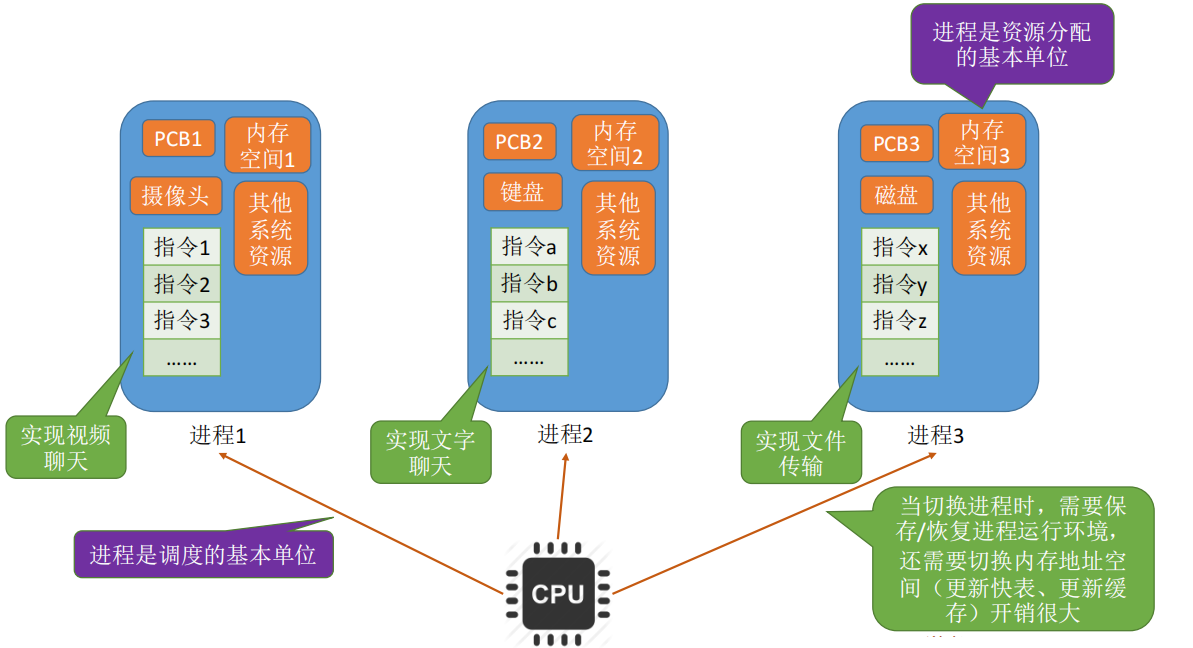 进程是资源分配
的基本单位
PCB1
内存
空间1
摄像头
其他
系统
资源
指令1
指令2
指令3
……
实现视频
聊天
进程1
PCB2
内存
空间2
键盘
其他
系统
资源
指令a
指令b
指令c
……
实现文字
聊天
进程2
PCB3
内存
空间3
磁盘
其他
系统
资源
指令x
指令y
指令z
……
实现文件
传输
进程3
进程是调度的基本单位
CPU
当切换进程时，需要保
存/恢复进程运行环境，
还需要切换内存地址空
间（更新快表、更新缓
存）开销很大